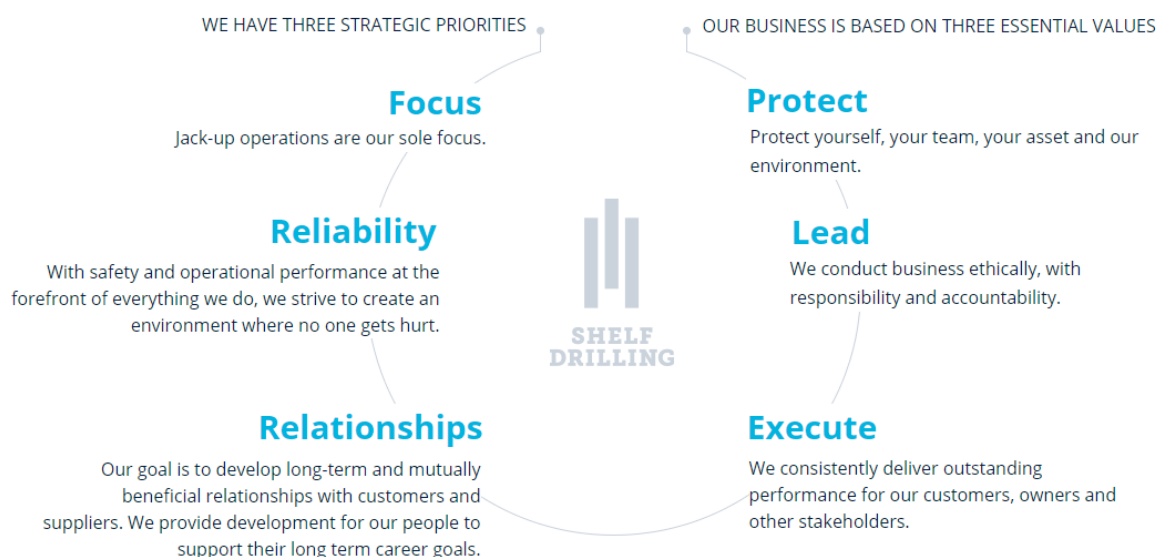 WE HAVE THREE STRATEGIC PRIORITIES
Focus
Jack-up operations are our sole focus.
Reliability
With safety and operational performance at the
forefront of everything we do, we strive to create an
environment where no one gets hurt.
Relationships
Our goal is to develop long-term and mutually
beneficial relationships with customers and
suppliers. We provide development for our people to
support their long term career goals.
SHELF
DRILLING
OUR BUSINESS IS BASED ON THREE ESSENTIAL VALUES
Protect
Protect yourself, your team, your asset and our
environment.
Lead
We conduct business ethically, with
responsibility and accountability.
Execute
We consistently deliver outstanding
performance for our customers, owners and
other stakeholders.